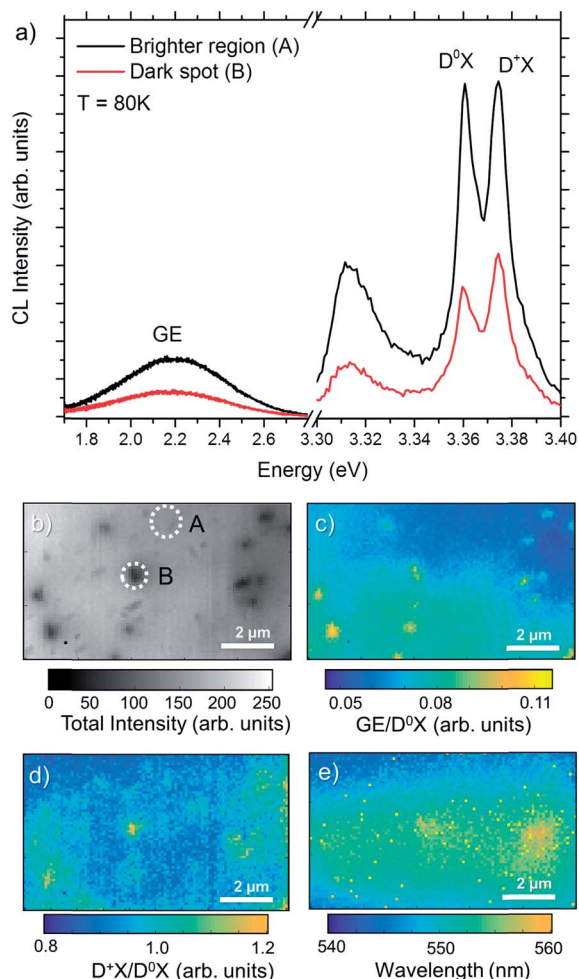 a)
Brighter region (A)
Dark spot (B)
T = 80K
D⁰X
D⁺X
GE
CL Intensity (arb. units)
1.8 2.0 2.2 2.4 2.6 3.30 3.32 3.34 3.36 3.38 3.40
Energy (eV)
b)
A
B
2 µm
0 50 100 150 200 250
Total Intensity (arb. units)
c)
2 µm
0.05 0.08 0.11
GE/D⁰X (arb. units)
d)
2 µm
0.8 1.0 1.2
D⁺X/D⁰X (arb. units)
e)
2 µm
540 550 560
Wavelength (nm)